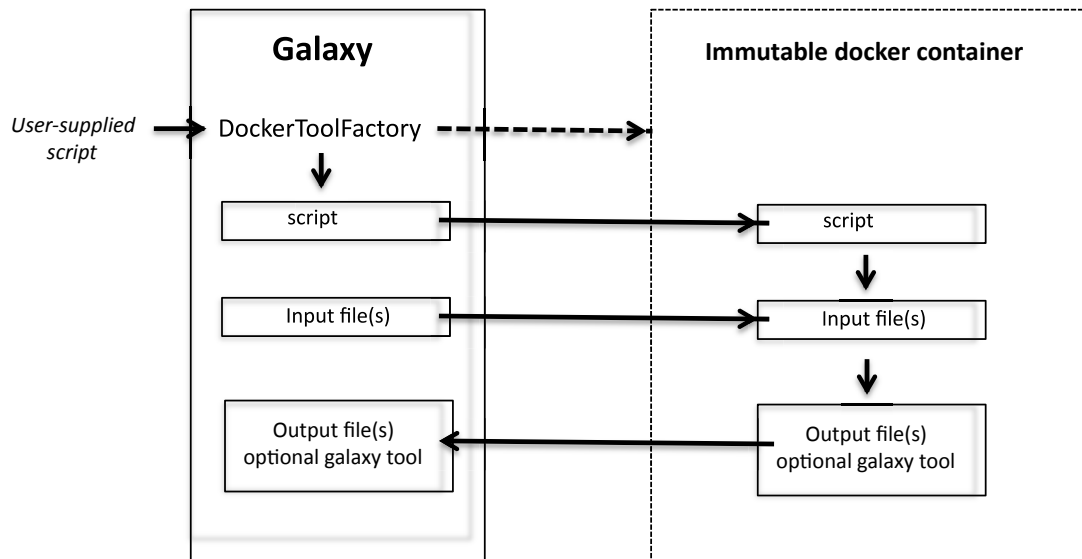 Galaxy
Immutable docker container
User-supplied
script
DockerToolFactory
script
script
Input file(s)
Input file(s)
Output file(s)
optional galaxy tool
Output file(s)
optional galaxy tool